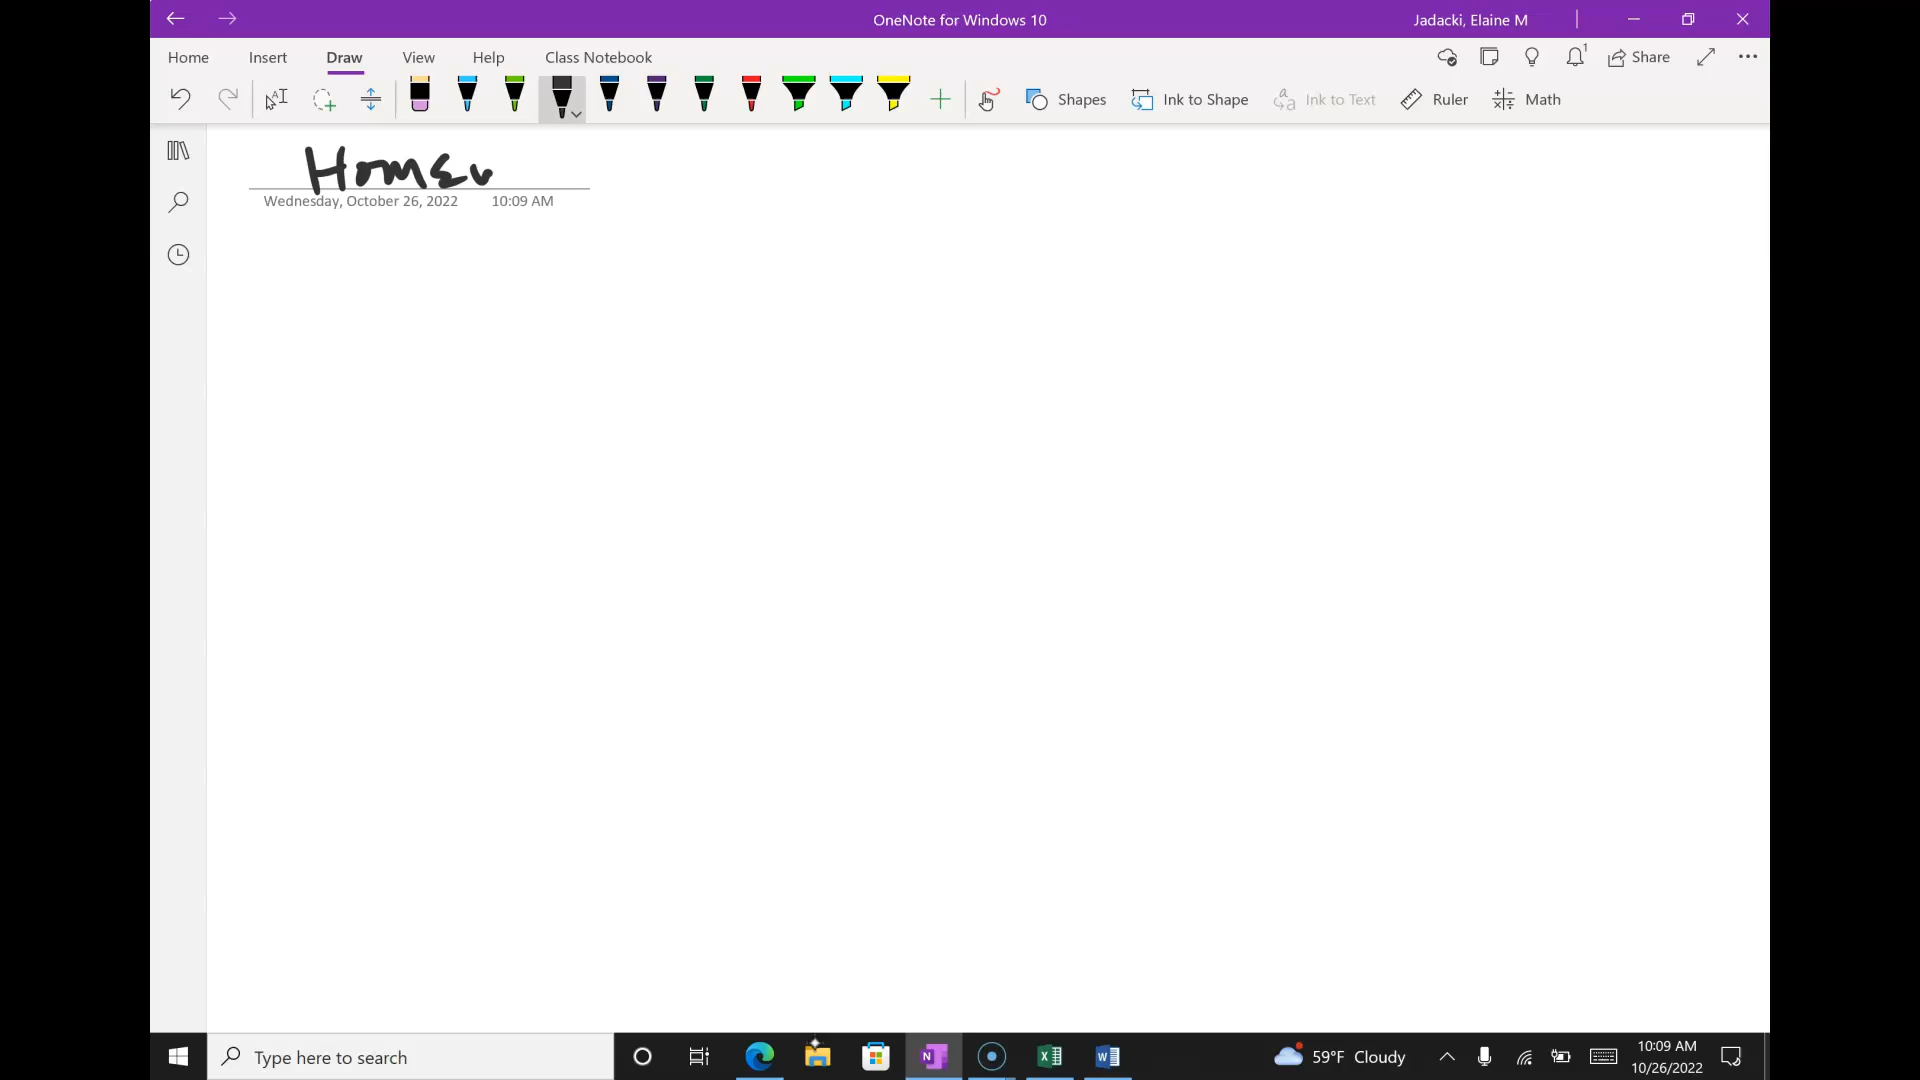 OneNote for Windows 10 Jadacki, Elaine M
Home Insert Draw View Help Class Notebook 1 Share
Shapes Ink to Shape Ink to Text Ruler Math
Homew
Wednesday, October 26, 2022 10:09 AM
Type here to search 59°F Cloudy 10:09 AM
10/26/2022